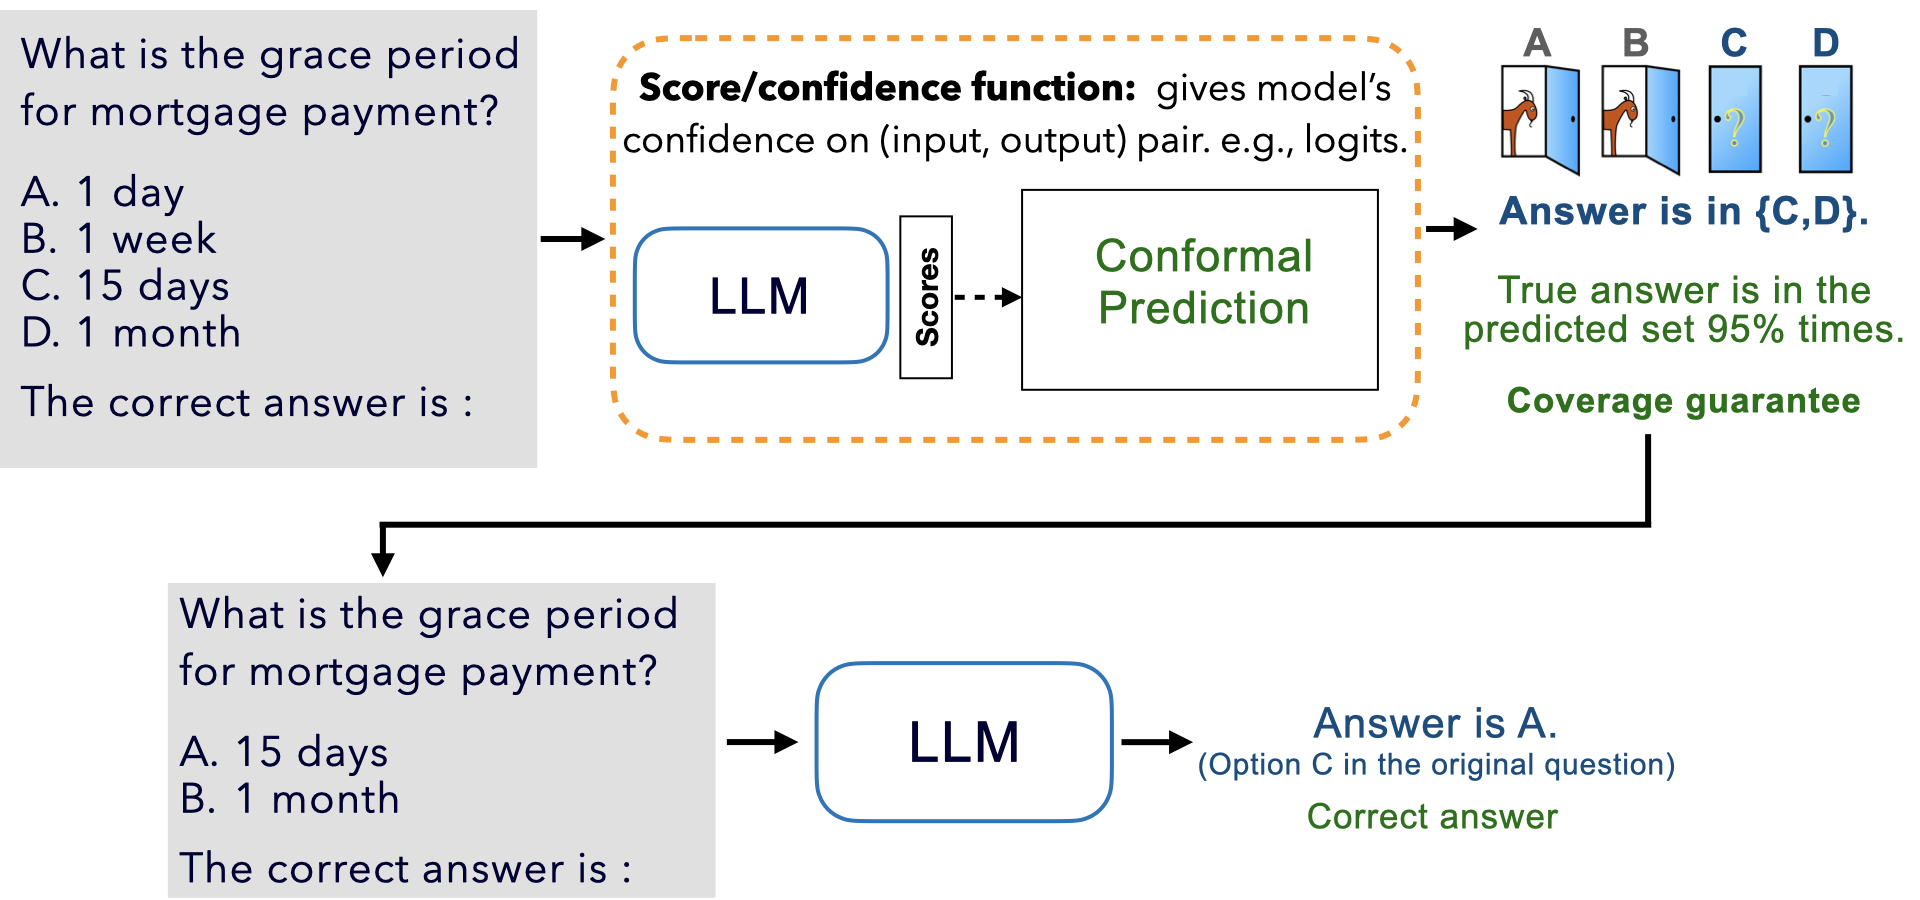 What is the grace period
for mortgage payment?
A. 1 day
B. 1 week
C. 15 days
D. 1 month
The correct answer is :
Score/confidence function: gives model's
confidence on (input, output) pair. e.g., logits.
LLM
Scores
Conformal
Prediction
A B C D
? ?
Answer is in {C,D}.
True answer is in the
predicted set 95% times.
Coverage guarantee
What is the grace period
for mortgage payment?
A. 15 days
B. 1 month
The correct answer is :
LLM
Answer is A.
(Option C in the original question)
Correct answer